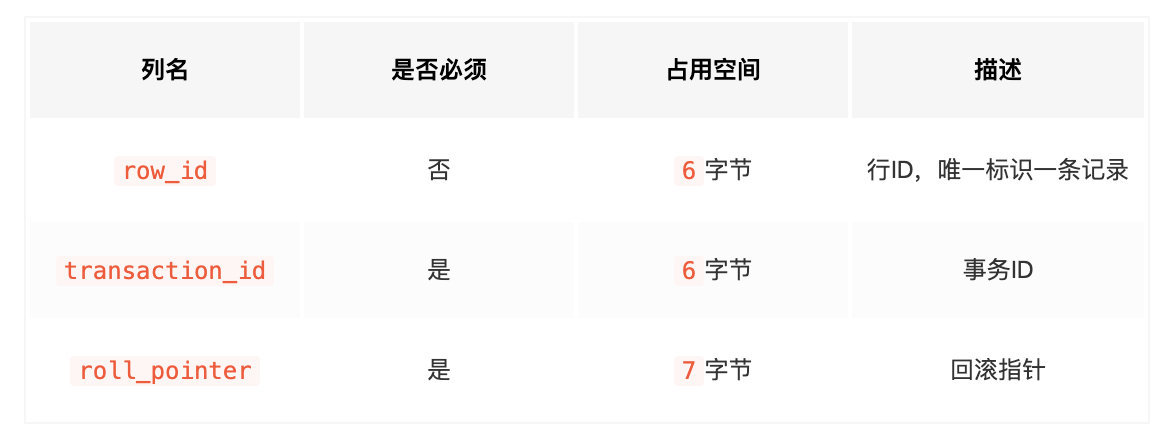 列名 是否必须 占用空间 描述
row_id 否 6 字节 行ID，唯一标识一条记录
transaction_id 是 6 字节 事务ID
roll_pointer 是 7 字节 回滚指针